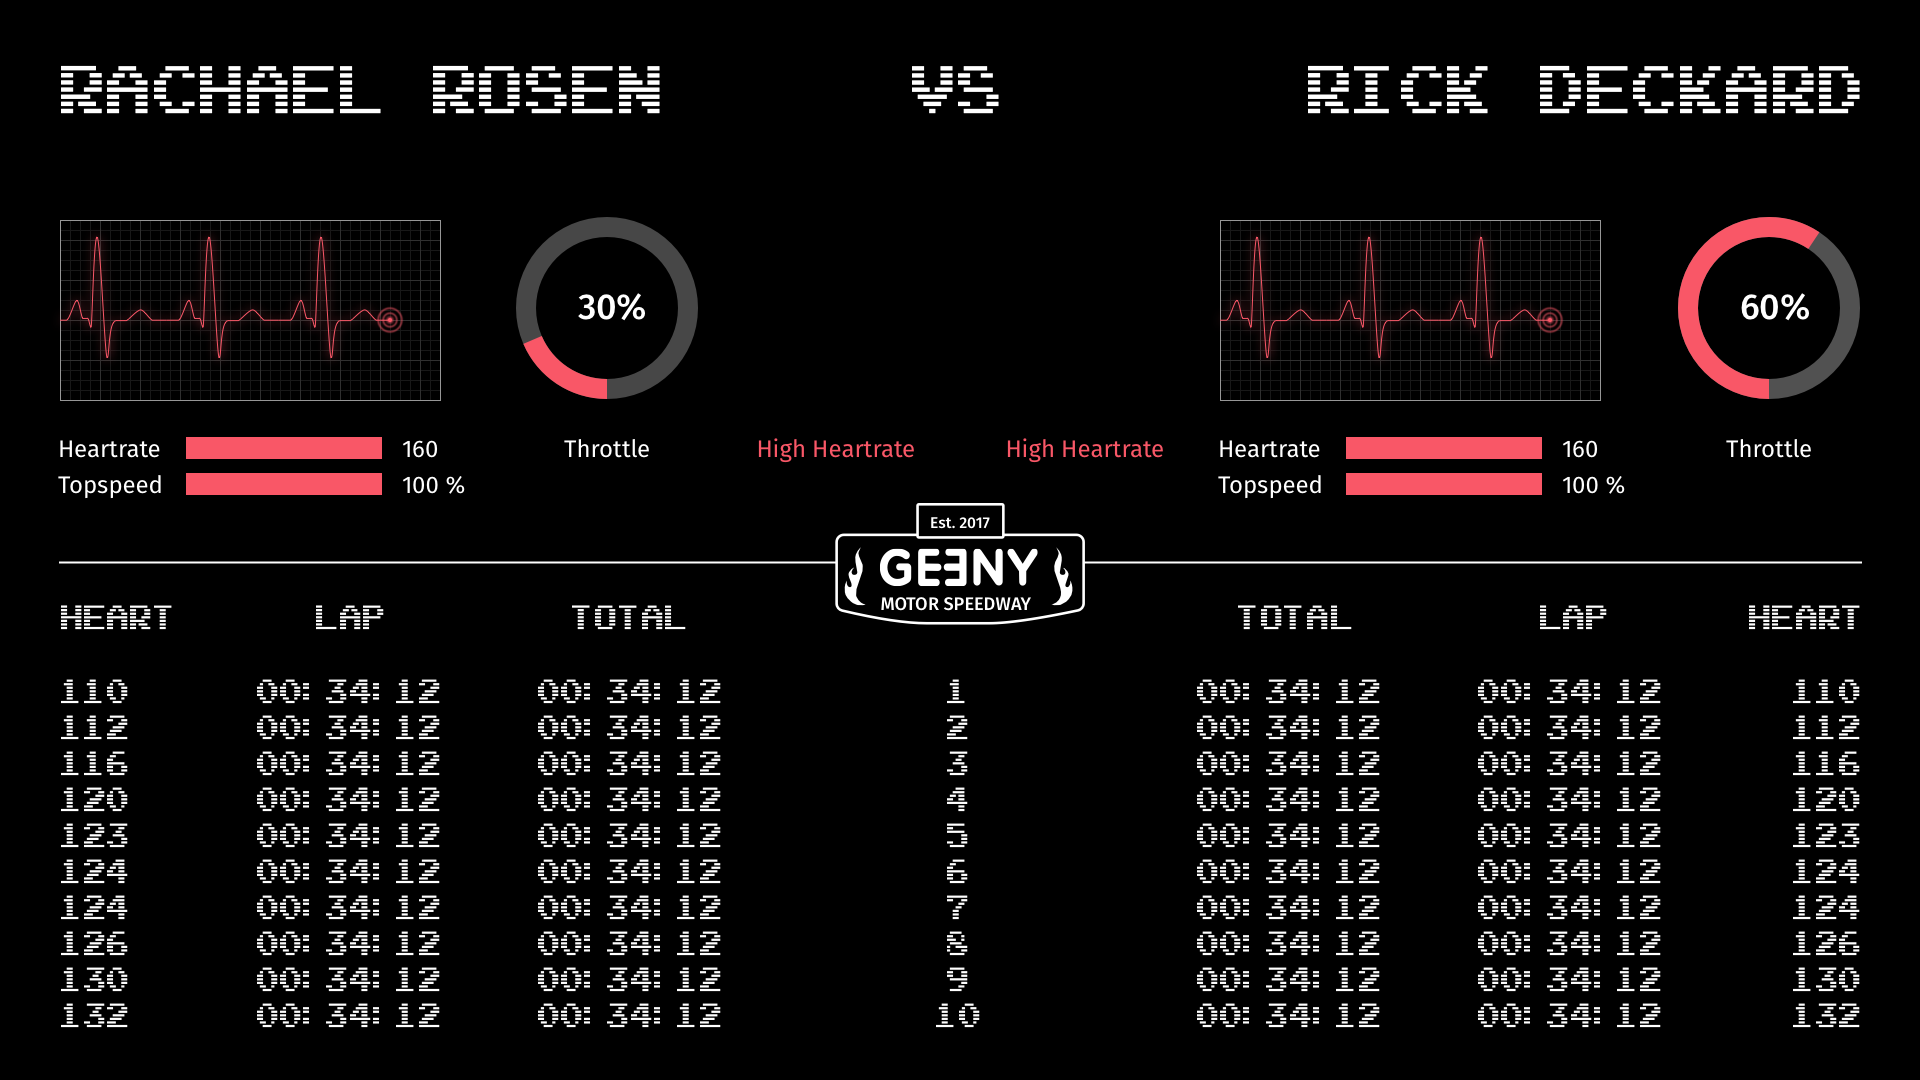 RACHAEL ROSEN VS RICK DECKARD
30% 60%
Heartrate 160 Throttle High Heartrate High Heartrate Heartrate 160 Throttle
Topspeed 100 % Topspeed 100 %
Est. 2017
GEENY
MOTOR SPEEDWAY
HEART LAP TOTAL TOTAL LAP HEART
110 00: 34: 12 00: 34: 12 1 00: 34: 12 00: 34: 12 110
112 00: 34: 12 00: 34: 12 2 00: 34: 12 00: 34: 12 112
116 00: 34: 12 00: 34: 12 3 00: 34: 12 00: 34: 12 116
120 00: 34: 12 00: 34: 12 4 00: 34: 12 00: 34: 12 120
123 00: 34: 12 00: 34: 12 5 00: 34: 12 00: 34: 12 123
124 00: 34: 12 00: 34: 12 6 00: 34: 12 00: 34: 12 124
124 00: 34: 12 00: 34: 12 7 00: 34: 12 00: 34: 12 124
126 00: 34: 12 00: 34: 12 8 00: 34: 12 00: 34: 12 126
130 00: 34: 12 00: 34: 12 9 00: 34: 12 00: 34: 12 130
132 00: 34: 12 00: 34: 12 10 00: 34: 12 00: 34: 12 132